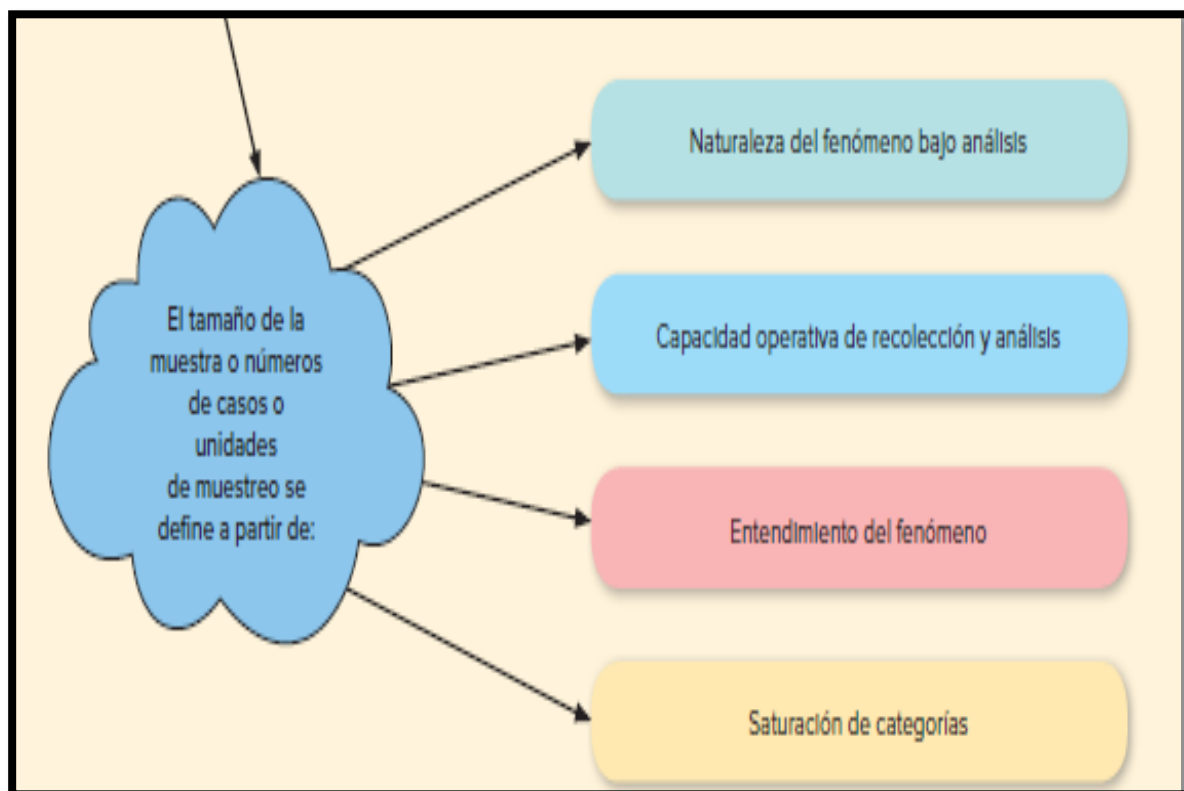 El tamaño de la
muestra o números
de casos o
unidades
de muestreo se
define a partir de:
Naturaleza del fenómeno bajo análisis
Capacidad operativa de recolección y análisis
Entendimiento del fenómeno
Saturación de categorías